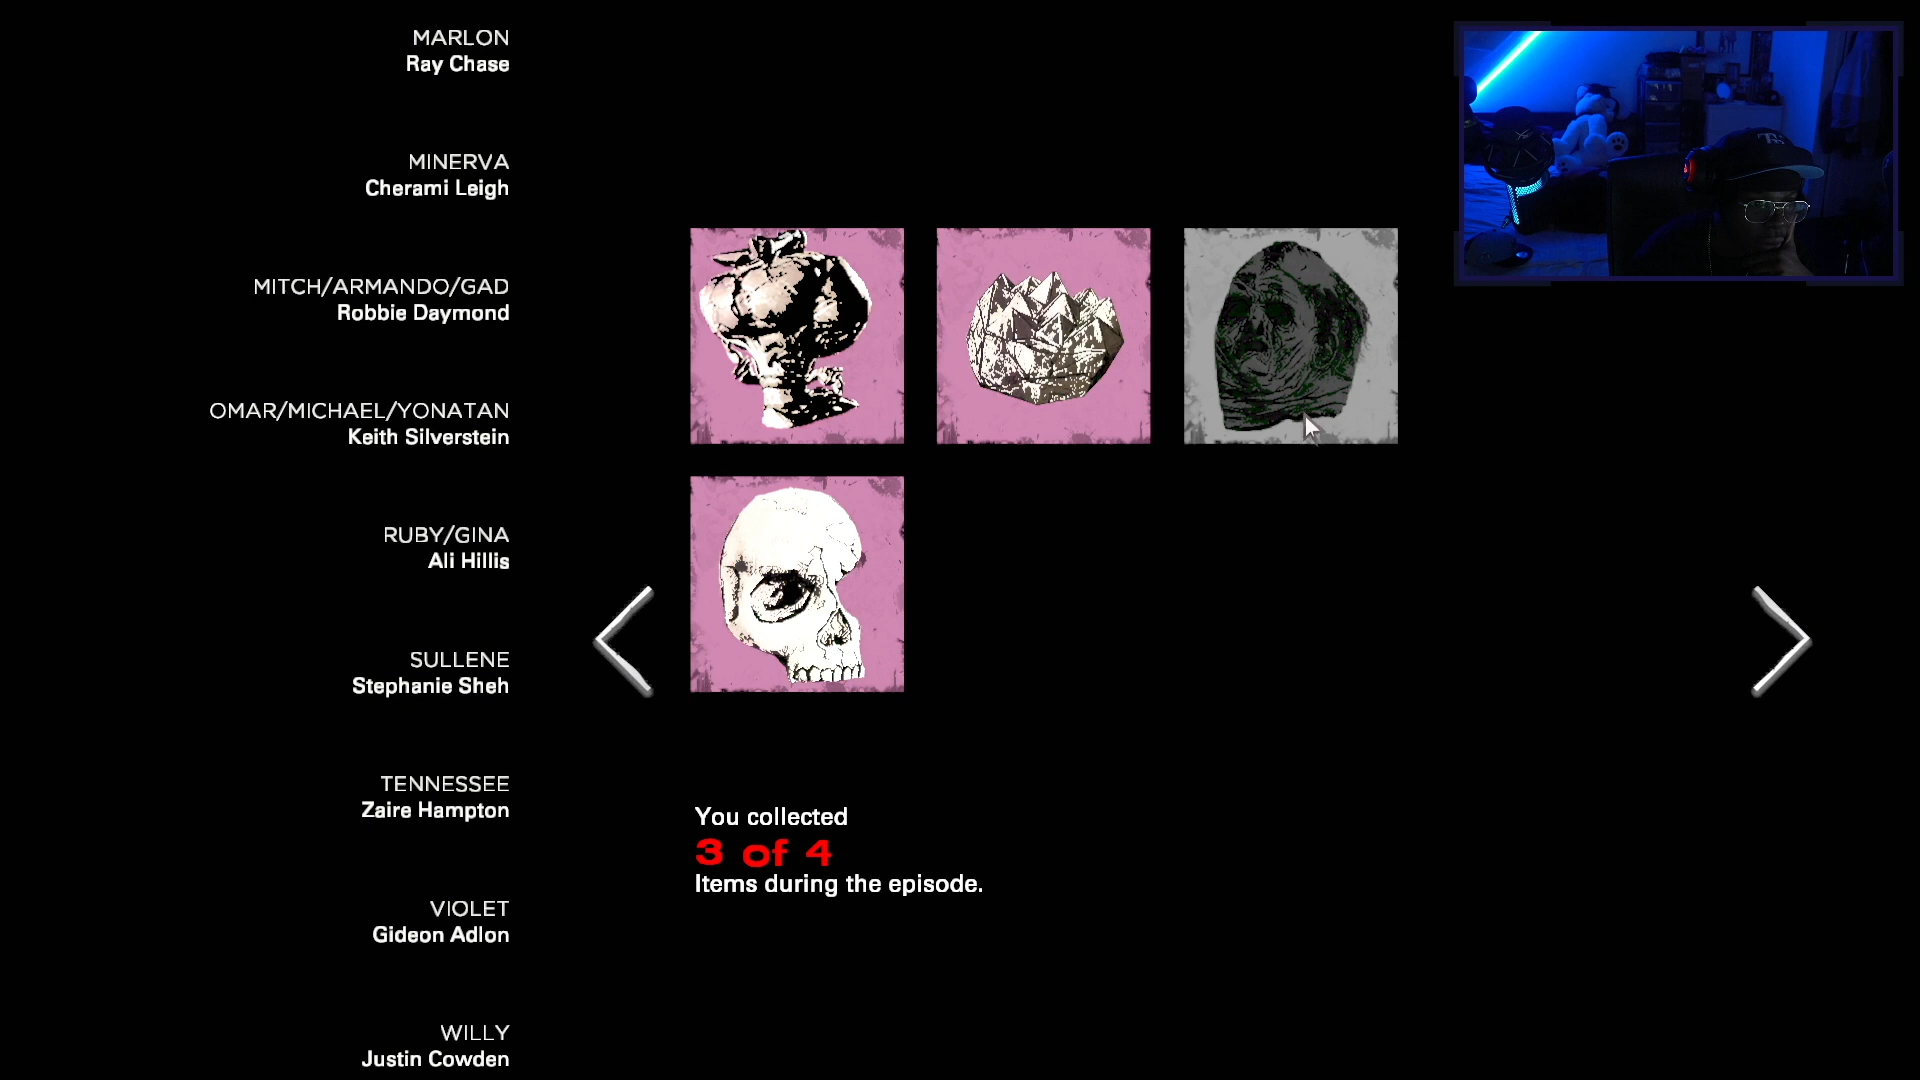 MARLON
Ray Chase
MINERVA
Cherami Leigh
MITCH/ARMANDO/GAD
Robbie Daymond
OMAR/MICHAEL/YONATAN
Keith Silverstein
RUBY/GINA
Ali Hillis
SULLENE
Stephanie Sheh
TENNESSEE
Zaire Hampton
VIOLET
Gideon Adlon
WILLY
Justin Cowden
You collected
3 of 4
Items during the episode.